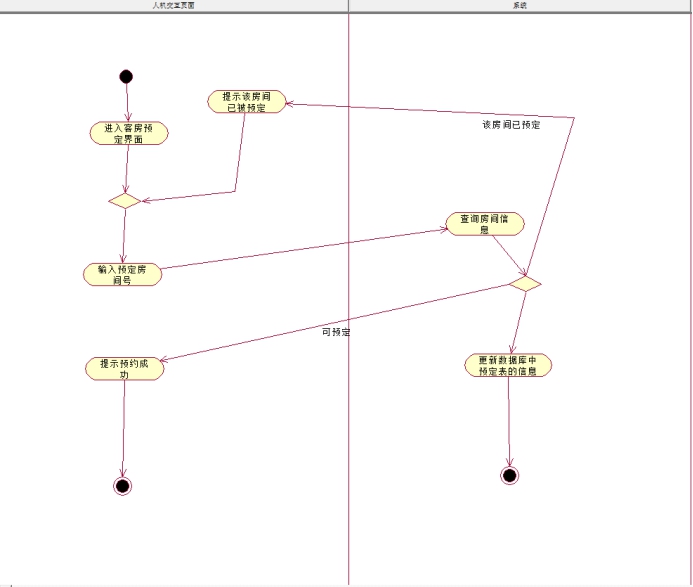 人机交互页面
系统
提示该房间
已被预定
进入客房预
定界面
该房间已预定
查询房间信
息
输入预定房
间号
可预定
提示预约成
功
更新数据库中
预定表的信息